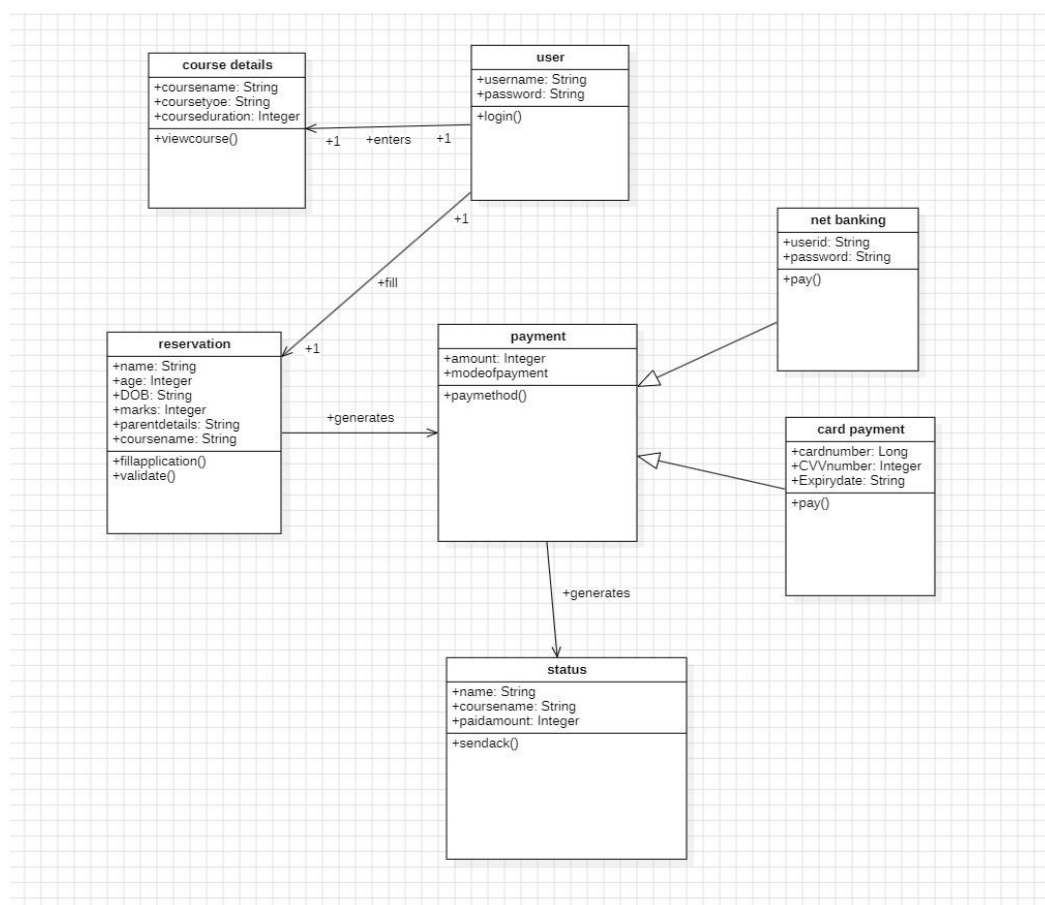 course details
+coursename: String
+coursetyoe: String
+courseduration: Integer
+viewcourse()
user
+username: String
+password: String
+login()
+1
+enters
+1
+1
+fill
+1
net banking
+userid: String
+password: String
+pay()
reservation
+name: String
+age: Integer
+DOB: String
+marks: Integer
+parentdetails: String
+coursename: String
+fillapplication()
+validate()
+generates
payment
+amount: Integer
+modeofpayment
+paymethod()
card payment
+cardnumber: Long
+CVVnumber: Integer
+Expirydate: String
+pay()
+generates
status
+name: String
+coursename: String
+paidamount: Integer
+sendack()